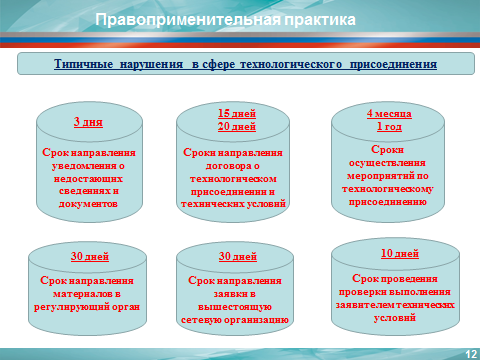 Правоприменительная практика
Типичные нарушения в сфере технологического присоединения
3 дня
Срок направления
уведомления о
недостающих
сведениях и
документов
15 дней
20 дней
Сроки направления
договора о
технологическом
присоединении и
технических условий
4 месяца
1 год
Сроки
осуществления
мероприятий по
технологическому
присоединению
30 дней
Срок направления
материалов в
регулирующий орган
30 дней
Срок направления
заявки в
вышестоящую
сетевую организацию
10 дней
Срок проведения
проверки выполнения
заявителем технических
условий
12